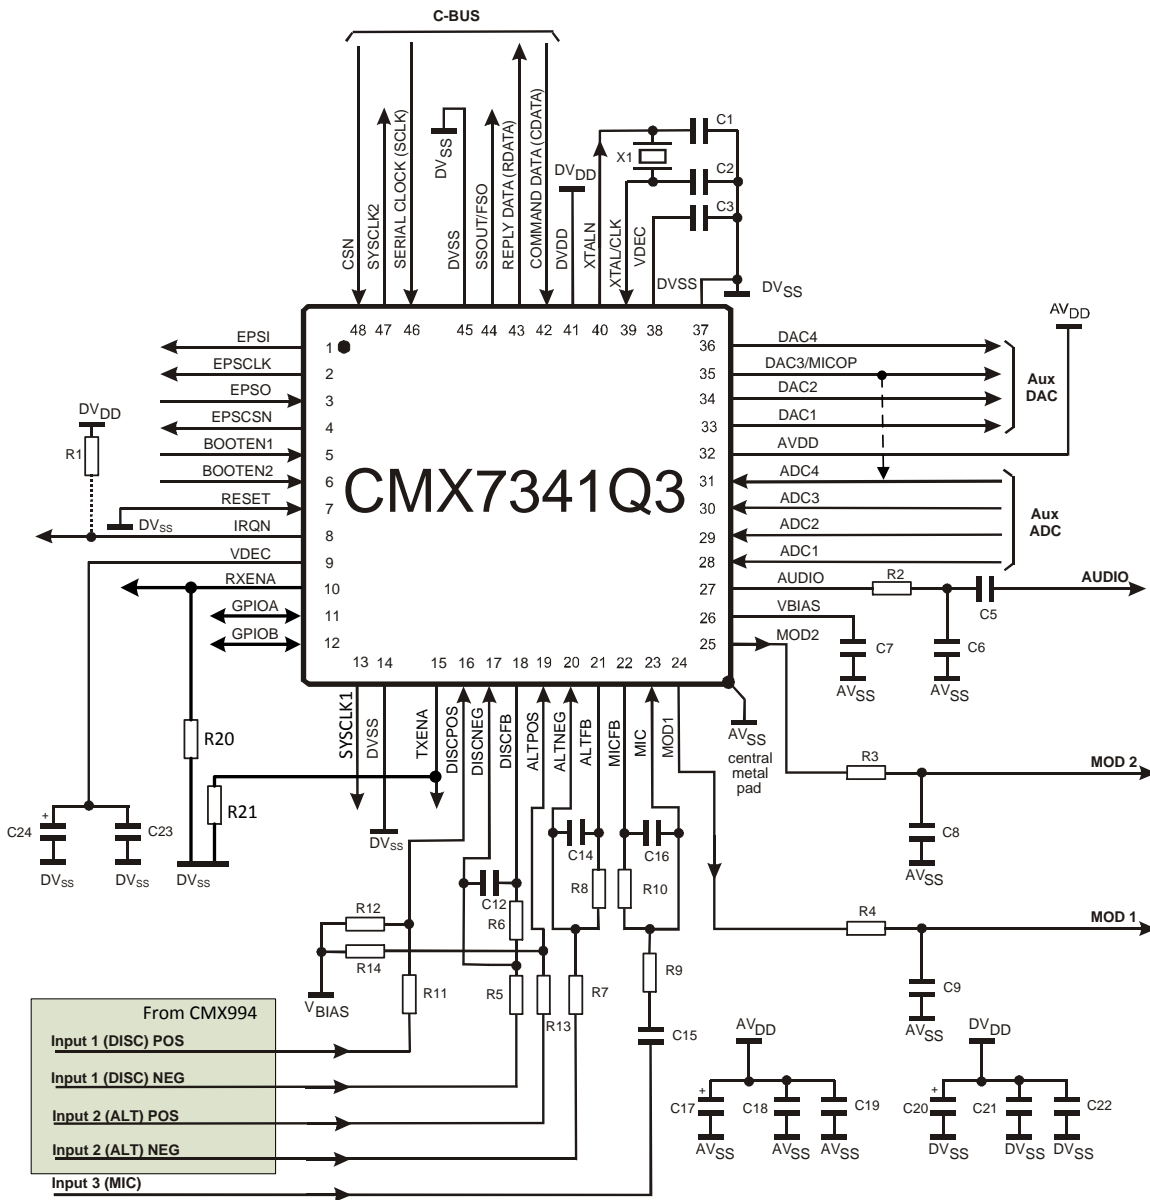 C-BUS
CSN
SYSCLK2
SERIAL CLOCK (SCLK)
DVSS
DVSS
SSOUT/FSO
REPLY DATA (RDATA)
COMMAND DATA (CDATA)
DVDD
DVDD
XTALN
XTAL/CLK
VDEC
DVSS
X1
C1
C2
C3
DVSS
48 47 46 45 44 43 42 41 40 39 38 37
EPSI 1
EPSCLK 2
EPSO 3
EPSCSN 4
BOOTEN1 5
BOOTEN2 6
RESET 7
DVSS
IRQN 8
VDEC 9
RXENA 10
GPIOA 11
GPIOB 12
DVDD
R1
CMX7341Q3
36 DAC4
35 DAC3/MICOP
34 DAC2
33 DAC1
32 AVDD
31 ADC4
30 ADC3
29 ADC2
28 ADC1
27 AUDIO
26 VBIAS
25 MOD2
AVDD
Aux
DAC
Aux
ADC
R2
C5
AUDIO
C7
AVSS
C6
AVSS
13 14 15 16 17 18 19 20 21 22 23 24
SYSCLK1
DVSS
TXENA
DISCPOS
DISCNEG
DISCFB
ALTPOS
ALTNEG
ALTFB
MICFB
MIC
MOD1
AVSS
central
metal
pad
R20
R21
C24
+
DVSS
C23
DVSS
DVSS
DVSS
R3
MOD 2
C8
AVSS
R4
MOD 1
C9
AVSS
C14
C16
R8
R10
C12
R6
R12
R14
VBIAS
R11
R5
R13
R7
R9
C15
From CMX994
Input 1 (DISC) POS
Input 1 (DISC) NEG
Input 2 (ALT) POS
Input 2 (ALT) NEG
Input 3 (MIC)
AVDD
+
C17
C18
C19
AVSS
AVSS
AVSS
DVDD
+
C20
C21
C22
DVSS
DVSS
DVSS